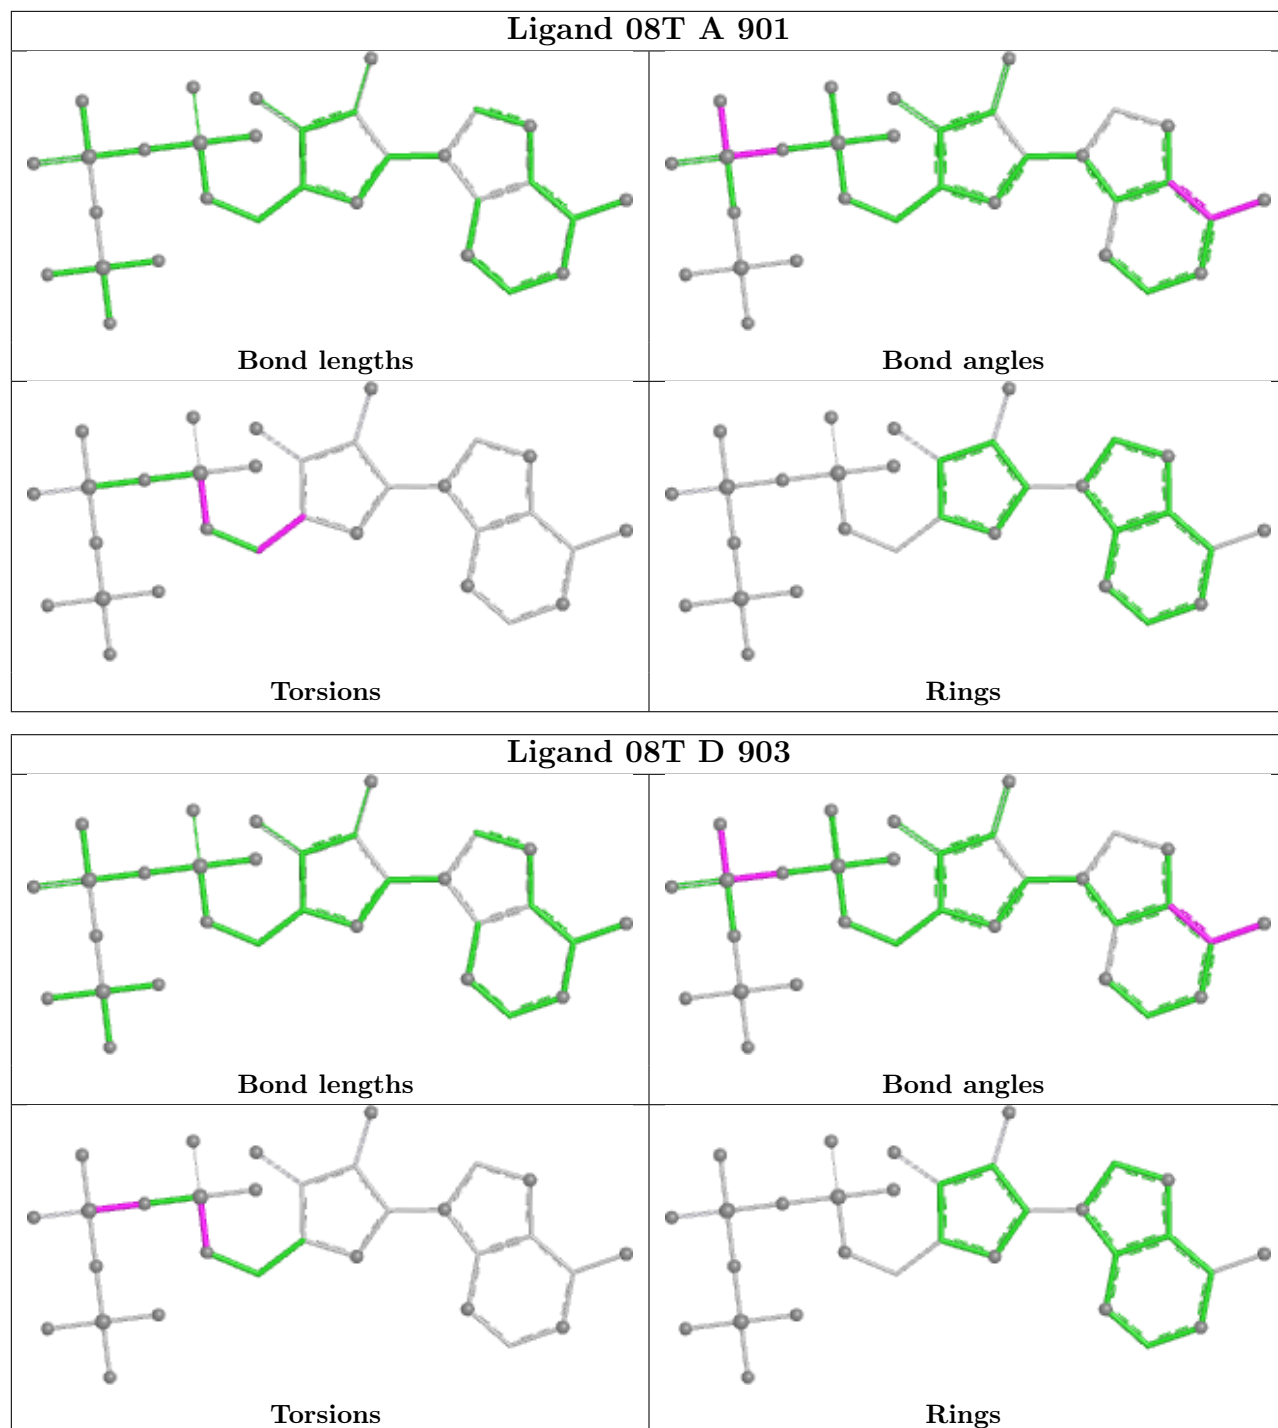 Ligand 08T A 901
Bond lengths
Bond angles
Torsions
Rings
Ligand 08T D 903
Bond lengths
Bond angles
Torsions
Rings